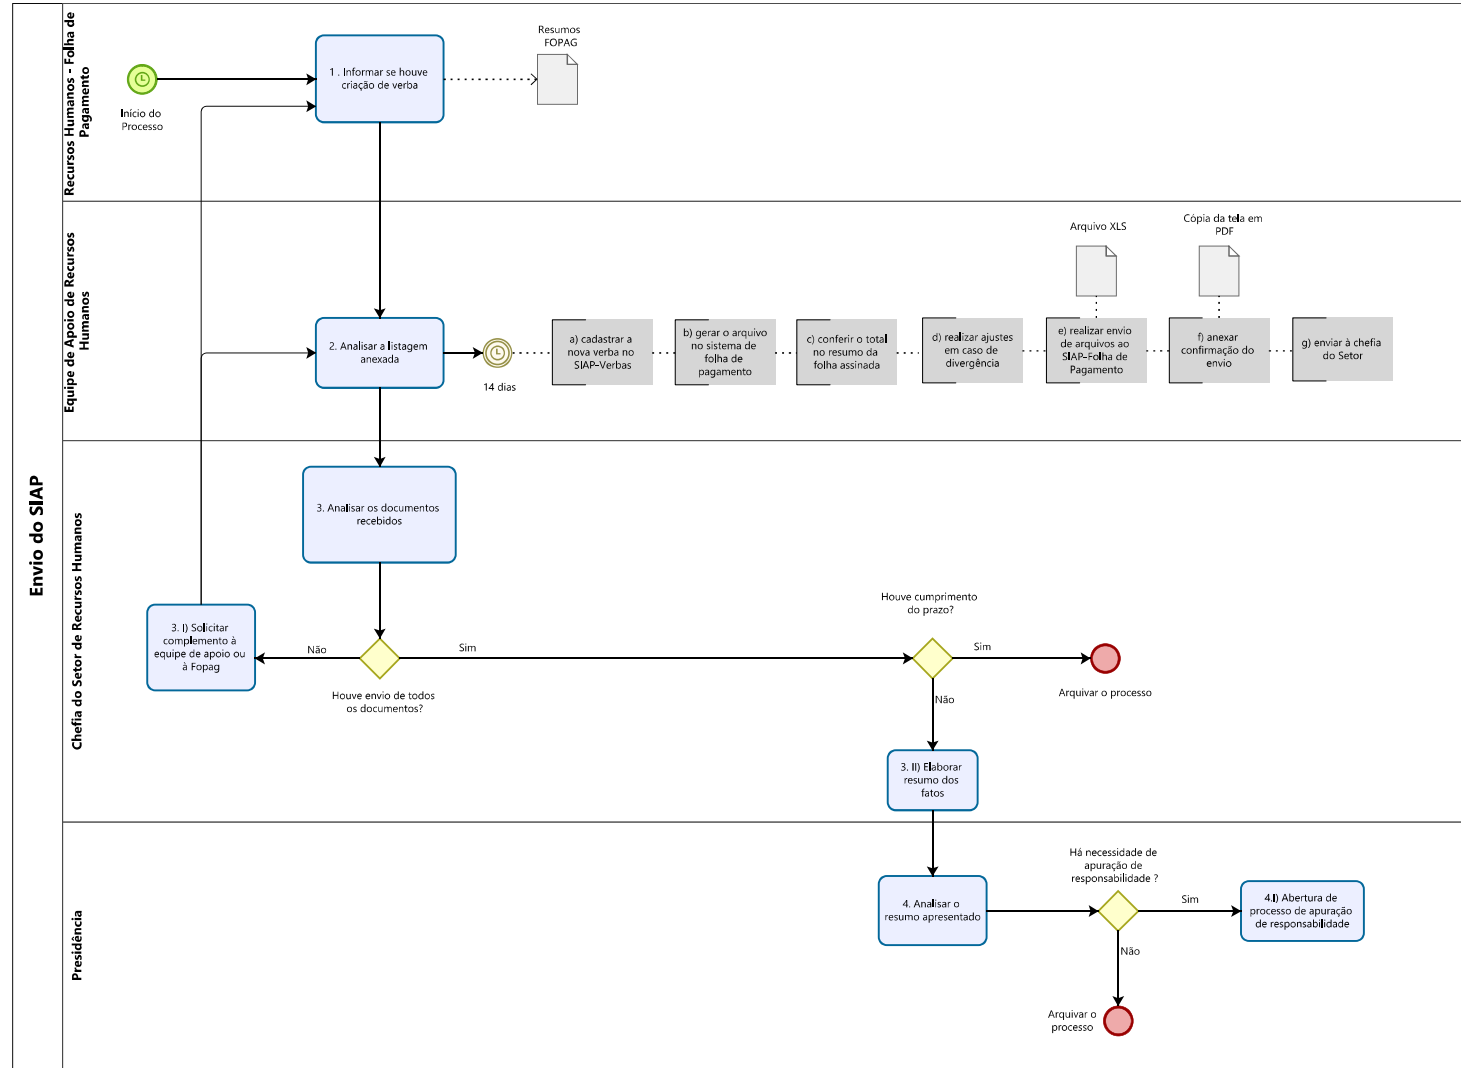 Envio do SIAP
Recursos Humanos - Folha de
Pagamento
Início do
Processo
1 . Informar se houve
criação de verba
Resumos
FOPAG
Equipe de Apoio de Recursos
Humanos
2. Analisar a listagem
anexada
14 dias
a) cadastrar a
nova verba no
SIAP–Verbas
b) gerar o arquivo
no sistema de
folha de
pagamento
c) conferir o total
no resumo da
folha assinada
d) realizar ajustes
em caso de
divergência
Arquivo XLS
e) realizar envio
de arquivos ao
SIAP–Folha de
Pagamento
Cópia da tela em
PDF
f) anexar
confirmação do
envio
g) enviar à chefia
do Setor
Chefia do Setor de Recursos Humanos
3. Analisar os documentos
recebidos
3. I) Solicitar
complemento à
equipe de apoio ou
à Fopag
Não
Houve envio de todos
os documentos?
Sim
Houve cumprimento
do prazo?
Sim
Arquivar o processo
Não
3. II) Elaborar
resumo dos
fatos
Presidência
4. Analisar o
resumo apresentado
Há necessidade de
apuração de
responsabilidade ?
Sim
4.I) Abertura de
processo de apuração
de responsabilidade
Não
Arquivar o
processo